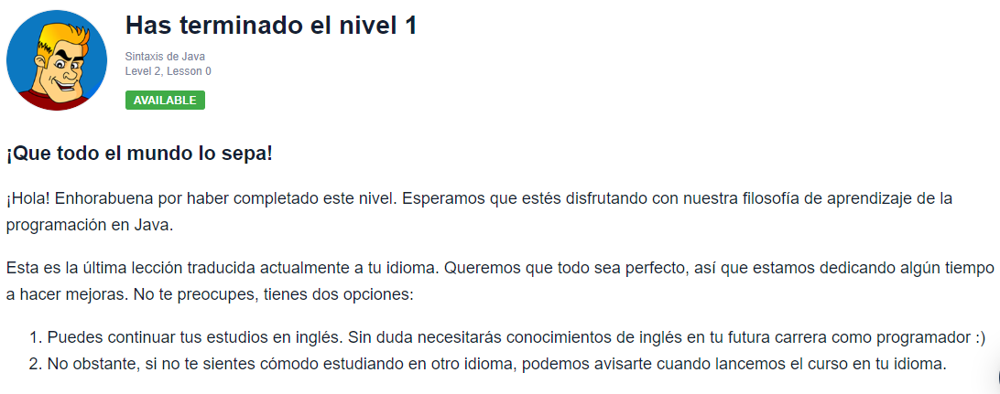 Has terminado el nivel 1
Sintaxis de Java
Level 2, Lesson 0
AVAILABLE
¡Que todo el mundo lo sepa!
¡Hola! Enhorabuena por haber completado este nivel. Esperamos que estés disfrutando con nuestra filosofía de aprendizaje de la
programación en Java.
Esta es la última lección traducida actualmente a tu idioma. Queremos que todo sea perfecto, así que estamos dedicando algún tiempo
a hacer mejoras. No te preocupes, tienes dos opciones:
1. Puedes continuar tus estudios en inglés. Sin duda necesitarás conocimientos de inglés en tu futura carrera como programador :)
2. No obstante, si no te sientes cómodo estudiando en otro idioma, podemos avisarte cuando lancemos el curso en tu idioma.